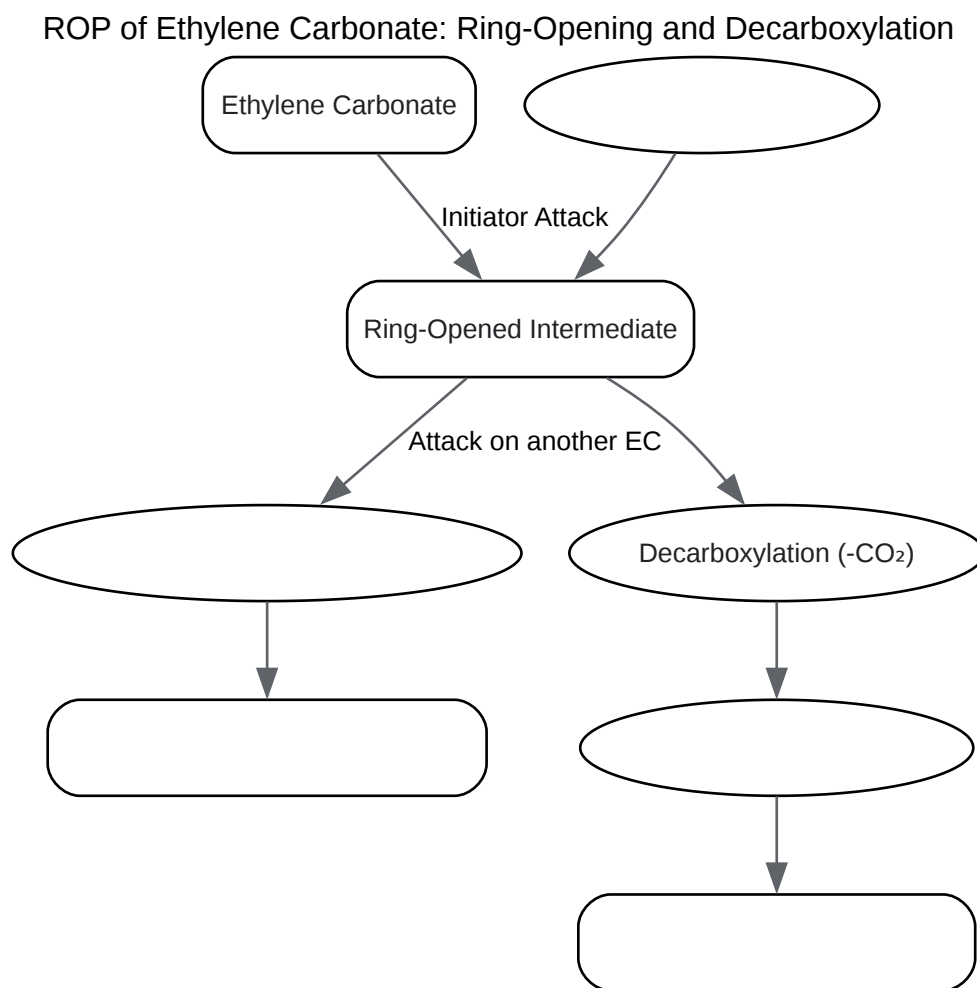 ROP of Ethylene Carbonate: Ring-Opening and Decarboxylation
Ethylene Carbonate
Initiator Attack
Ring-Opened Intermediate
Attack on another EC
Decarboxylation (-CO₂)